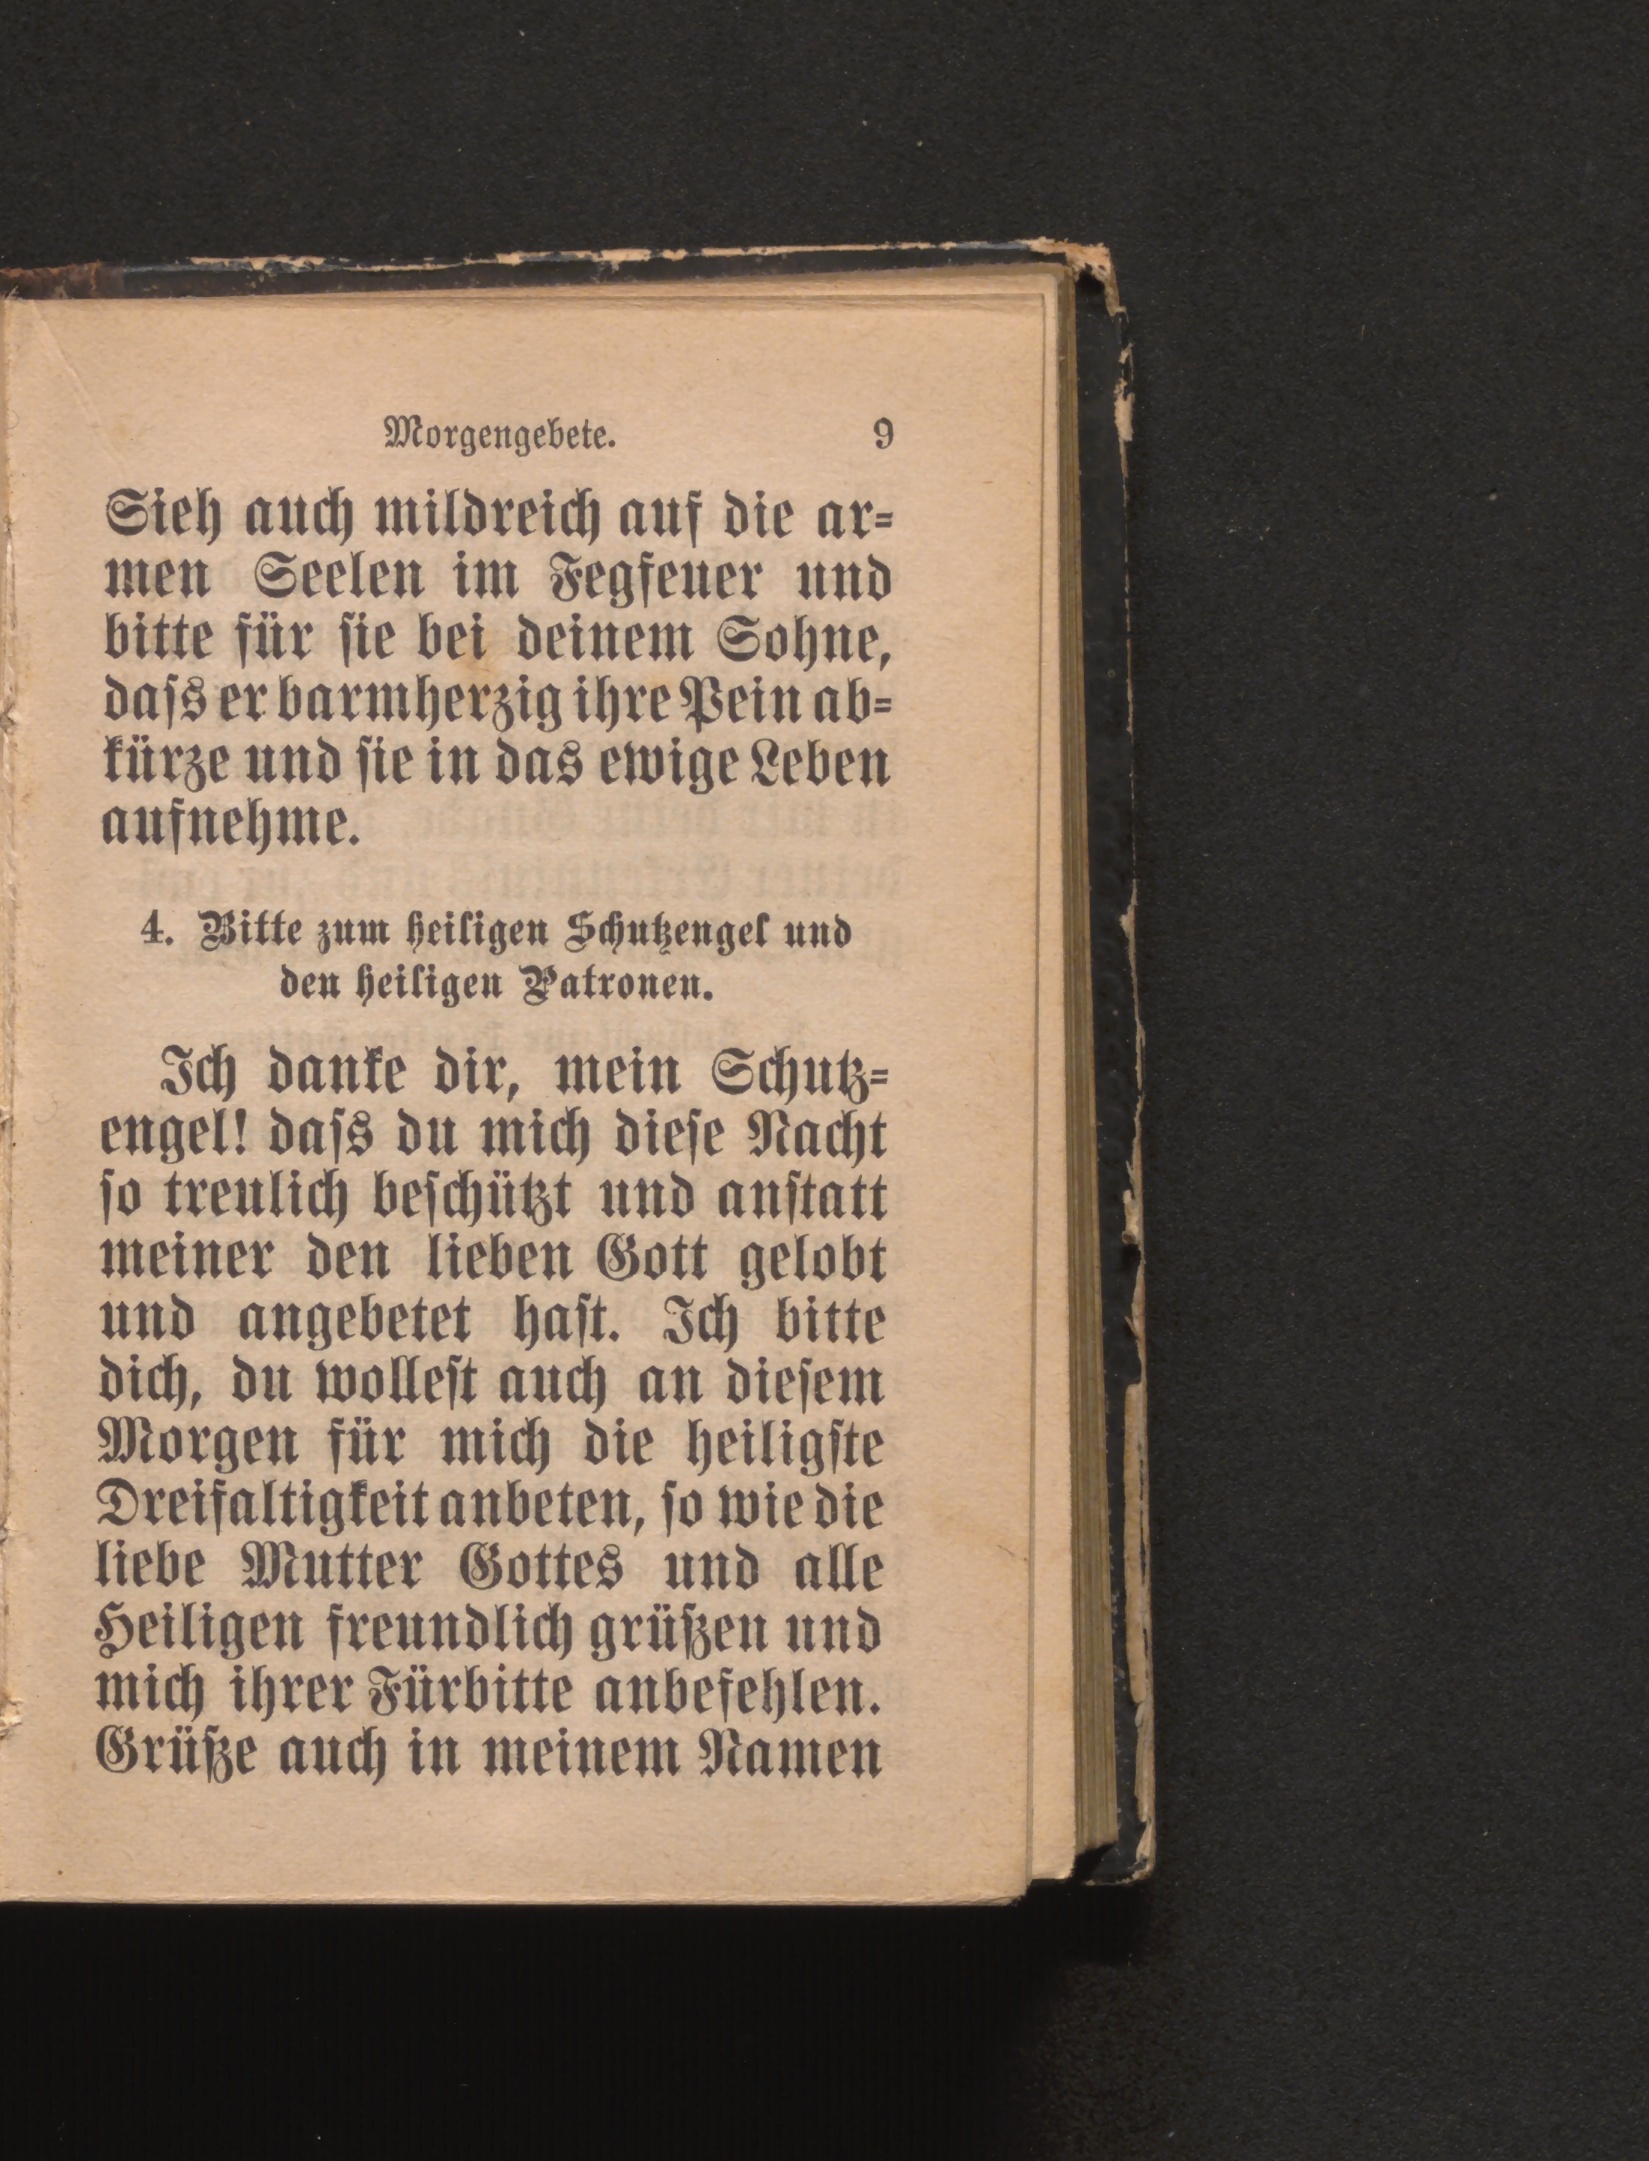 Morgengebete. 9
Sieh auch mildreich auf die ar=
men Seelen im Fegfeuer und
bitte für ſie bei deinem Sohne,
daſs er barmherzig ihre Pein ab=
kürze und ſie in das ewige Leben
aufnehme.
4. Bitte zum heiligen Schutzengel und
den heiligen Patronen.
Ich danke dir, mein Schutz=
engel! daſs du mich dieſe Nacht
ſo treulich beſchützt und anſtatt
meiner den lieben Gott gelobt
und angebetet haſt. Ich bitte
dich, du wolleſt auch an dieſem
Morgen für mich die heiligſte
Dreifaltigkeit anbeten, ſo wie die
liebe Mutter Gottes und alle
Heiligen freundlich grüßen und
mich ihrer Fürbitte anbefehlen.
Grüße auch in meinem Namen